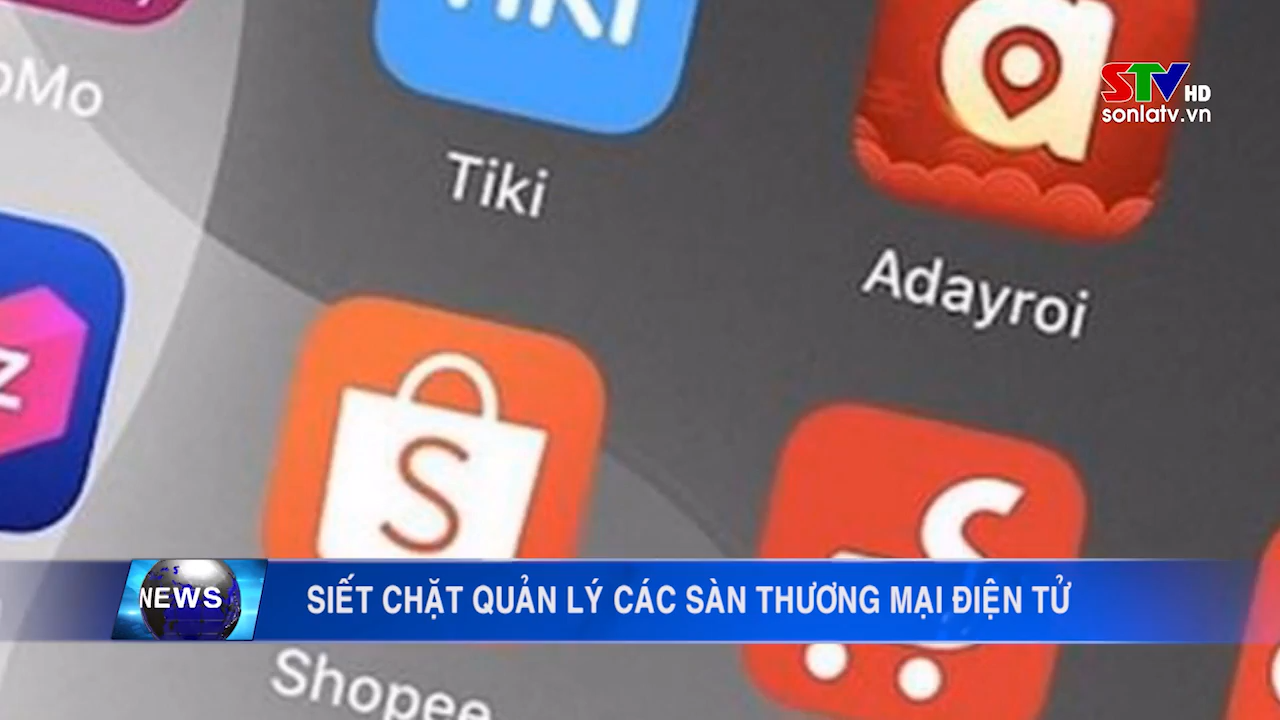 TIKI
STV HD
sonlatv.vn
oMo
Tiki
Adayroi
Z
S
NEWS
SIẾT CHẶT QUẢN LÝ CÁC SÀN THƯƠNG MẠI ĐIỆN TỬ
Shopee